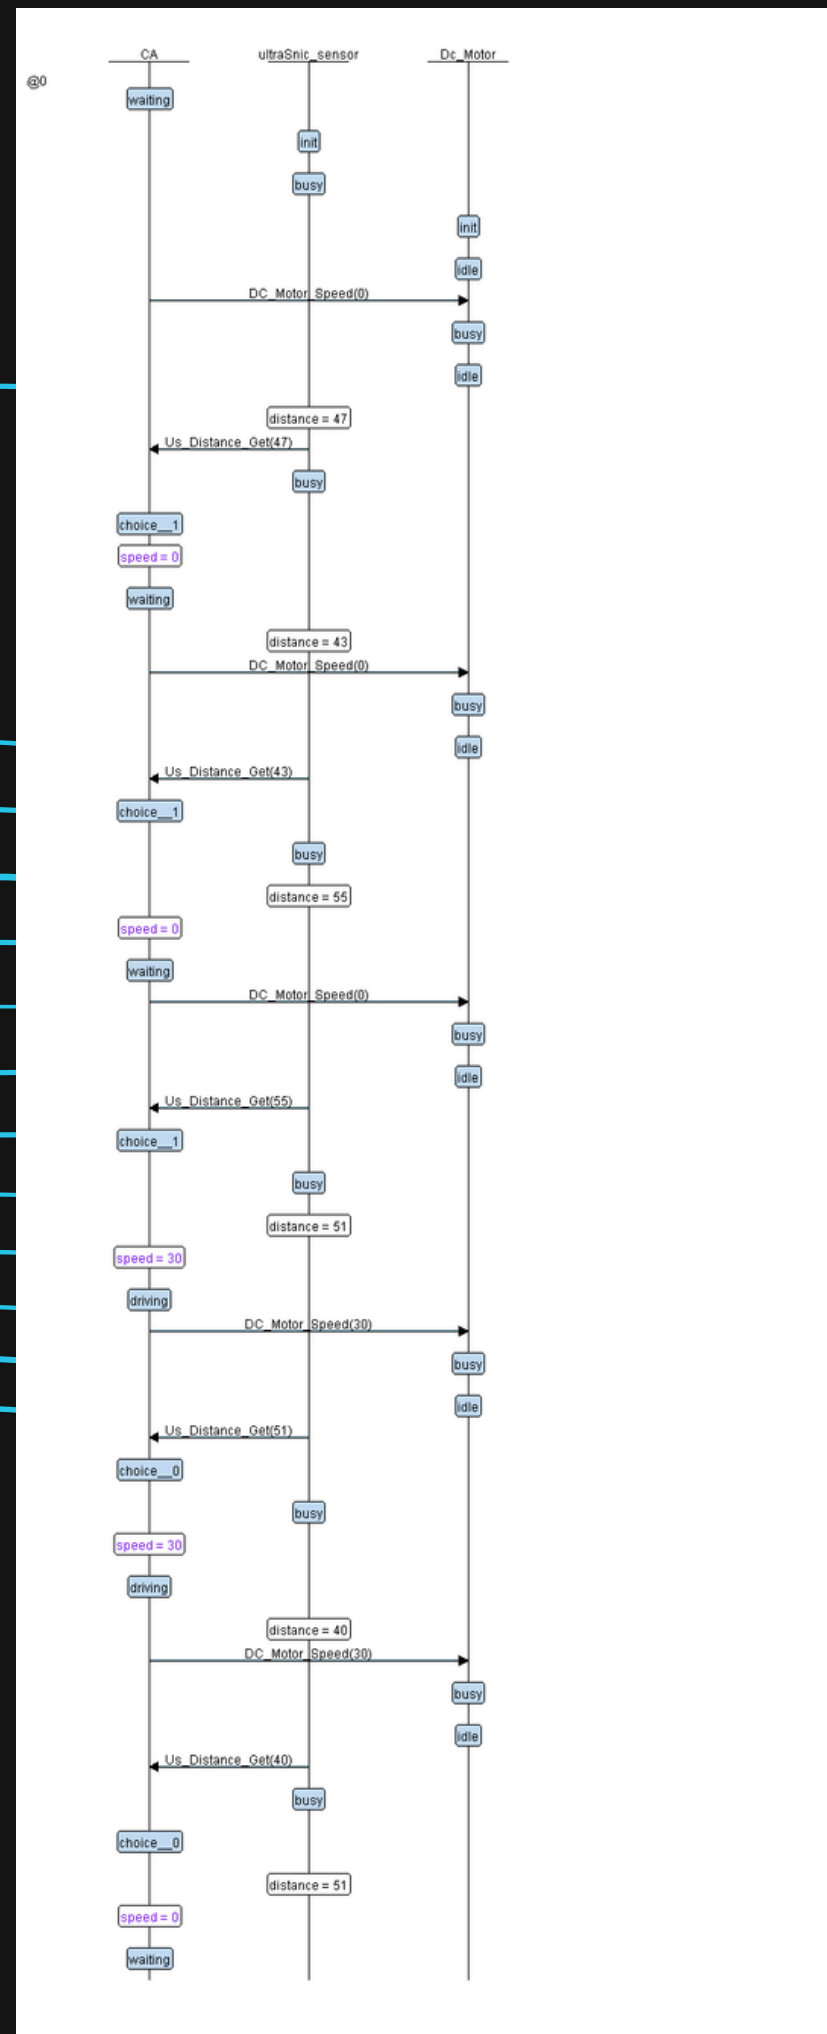 CA ultraSnic_sensor Dc_Motor
@0
waiting
init
busy
init
idle
DC_Motor_Speed(0)
busy
idle
distance = 47
Us_Distance_Get(47)
busy
choice__1
speed = 0
waiting
distance = 43
DC_Motor_Speed(0)
busy
idle
Us_Distance_Get(43)
choice__1
busy
distance = 55
speed = 0
waiting
DC_Motor_Speed(0)
busy
idle
Us_Distance_Get(55)
choice__1
busy
distance = 51
speed = 30
driving
DC_Motor_Speed(30)
busy
idle
Us_Distance_Get(51)
choice__0
busy
speed = 30
driving
distance = 40
DC_Motor_Speed(30)
busy
idle
Us_Distance_Get(40)
busy
choice__0
distance = 51
speed = 0
waiting